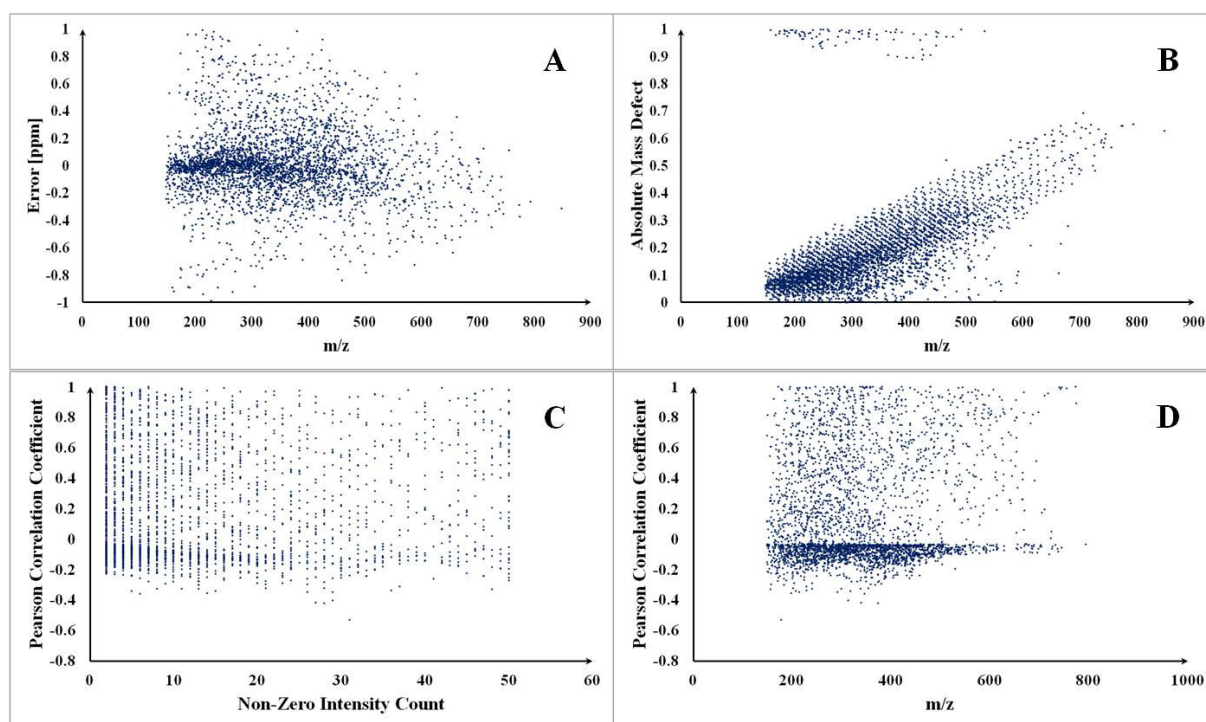 A
Error [ppm]
1
0.8
0.6
0.4
0.2
0
-0.2
-0.4
-0.6
-0.8
-1
0 100 200 300 400 500 600 700 800 900
m/z
B
Absolute Mass Defect
1
0.9
0.8
0.7
0.6
0.5
0.4
0.3
0.2
0.1
0
0 100 200 300 400 500 600 700 800 900
m/z
C
Pearson Correlation Coefficient
1
0.8
0.6
0.4
0.2
0
-0.2
-0.4
-0.6
-0.8
0 10 20 30 40 50 60
Non-Zero Intensity Count
D
Pearson Correlation Coefficient
1
0.8
0.6
0.4
0.2
0
-0.2
-0.4
-0.6
-0.8
0 200 400 600 800 1000
m/z